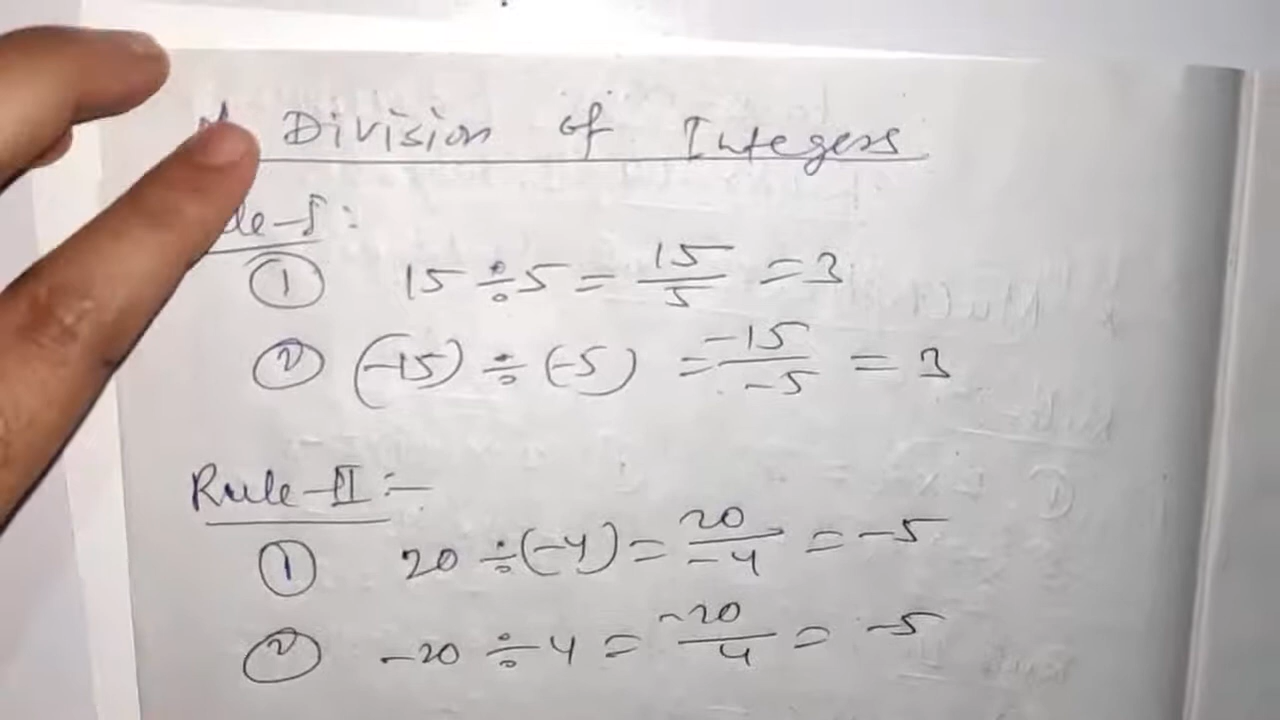 Division of Integers
Rule-I:
① 15 ÷ 5 = 15/5 = 3
② (-15) ÷ (-5) = -15/-5 = 3
Rule-II :-
① 20 ÷ (-4) = 20/-4 = -5
② -20 ÷ 4 = -20/4 = -5